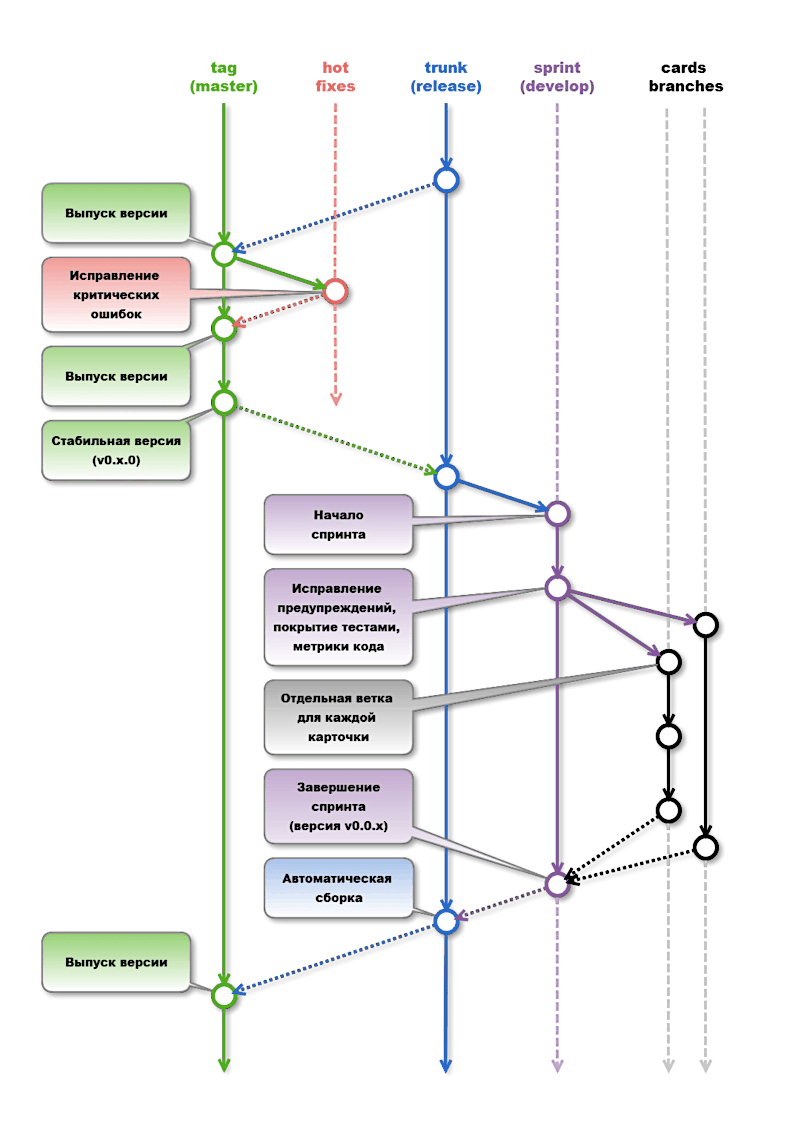 tag
(master)
hot
fixes
trunk
(release)
sprint
(develop)
cards
branches
Выпуск версии
Исправление
критических
ошибок
Выпуск версии
Стабильная версия
(v0.x.0)
Начало
спринта
Исправление
предупреждений,
покрытие тестами,
метрики кода
Отдельная ветка
для каждой
карточки
Завершение
спринта
(версия v0.0.x)
Автоматическая
сборка
Выпуск версии